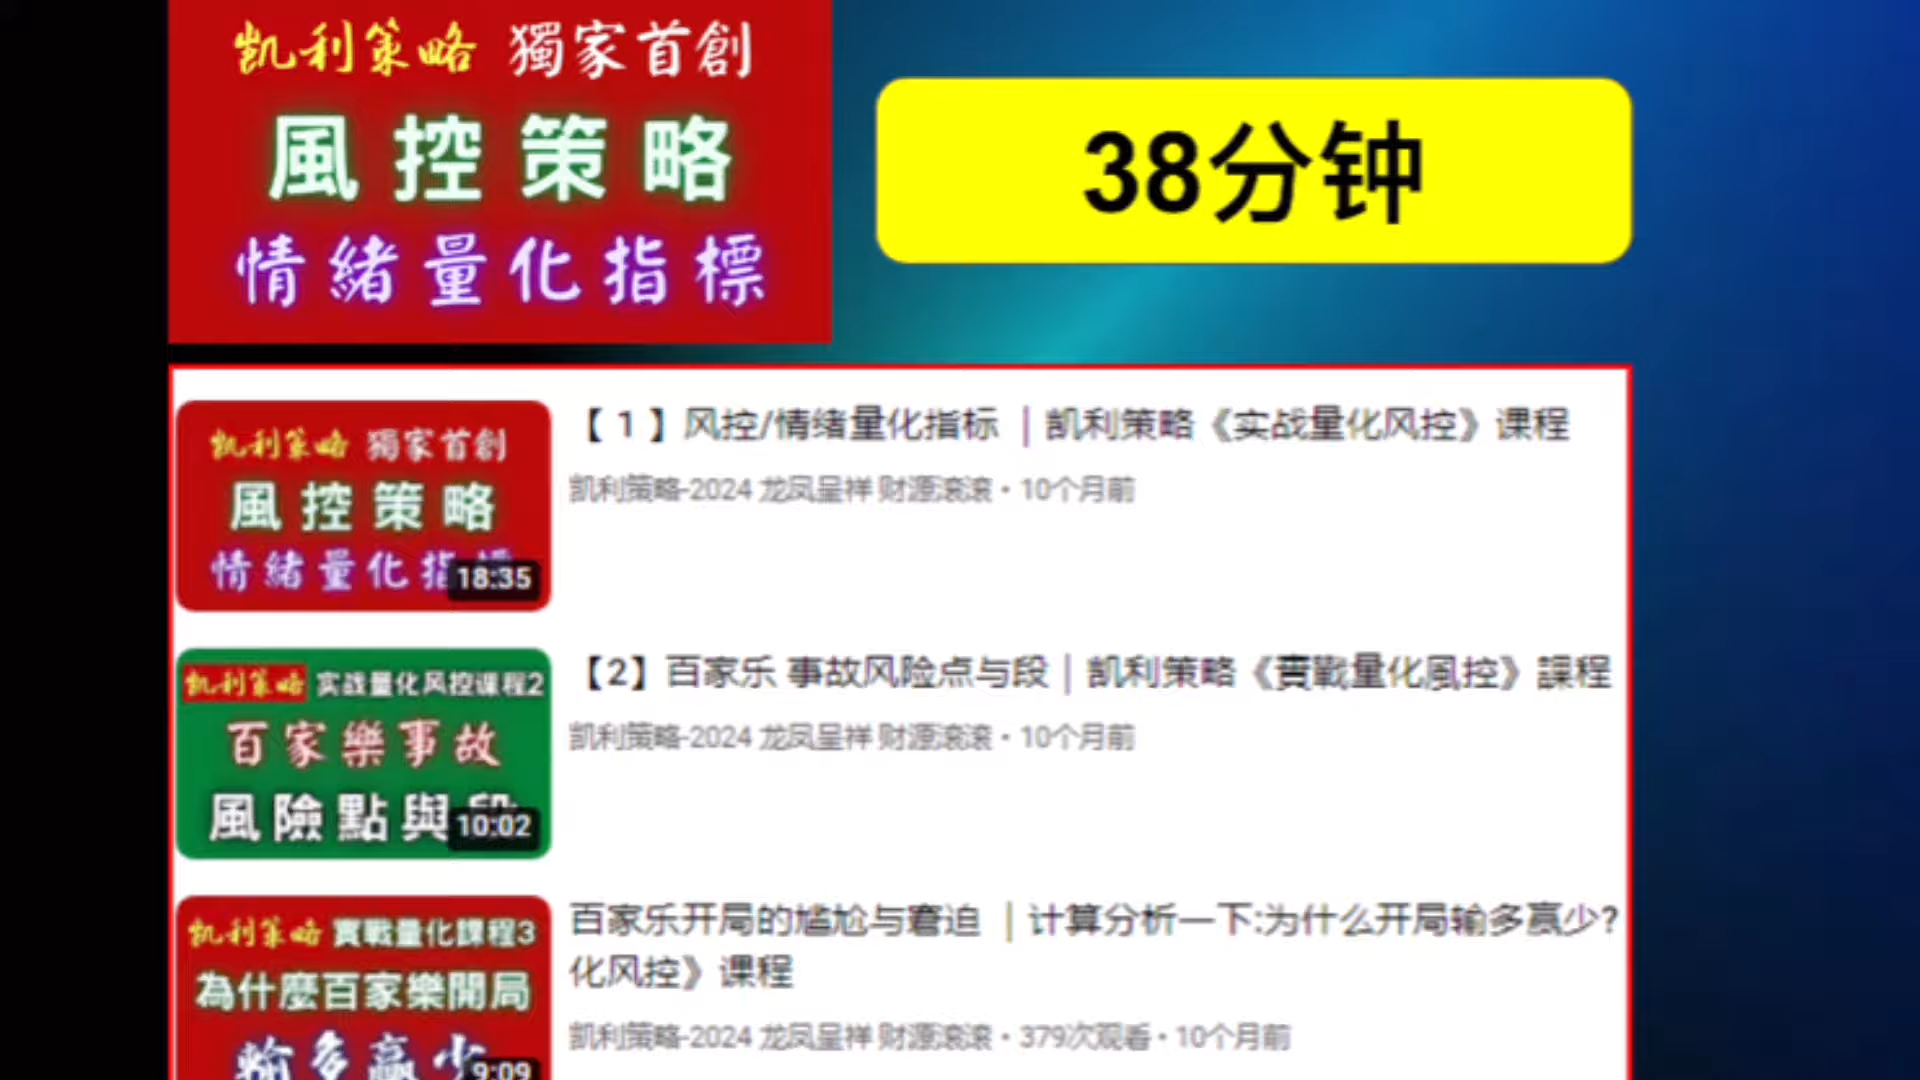 凯利策略 獨家首創
風控策略
情緒量化指標
38分钟
凯利策略 獨家首創
風控策略
情緒量化指標
18:35
【 1 】风控/情绪量化指标 ｜凯利策略《实战量化风控》课程
凯利策略-2024 龙凤呈祥 财源滚滚 • 10个月前
凯利策略 实战量化风控课程2
百家樂事故
風險點與段
10:02
【2】百家乐 事故风险点与段｜凯利策略《實戰量化風控》課程
凯利策略-2024 龙凤呈祥 财源滚滚 • 10个月前
凯利策略 實戰量化課程3
為什麼百家樂開局
輸多贏少
9:09
百家乐开局的尴尬与窘迫 ｜计算分析一下:为什么开局输多赢少?
化风控》课程
凯利策略-2024 龙凤呈祥 财源滚滚 • 379次观看 • 10个月前